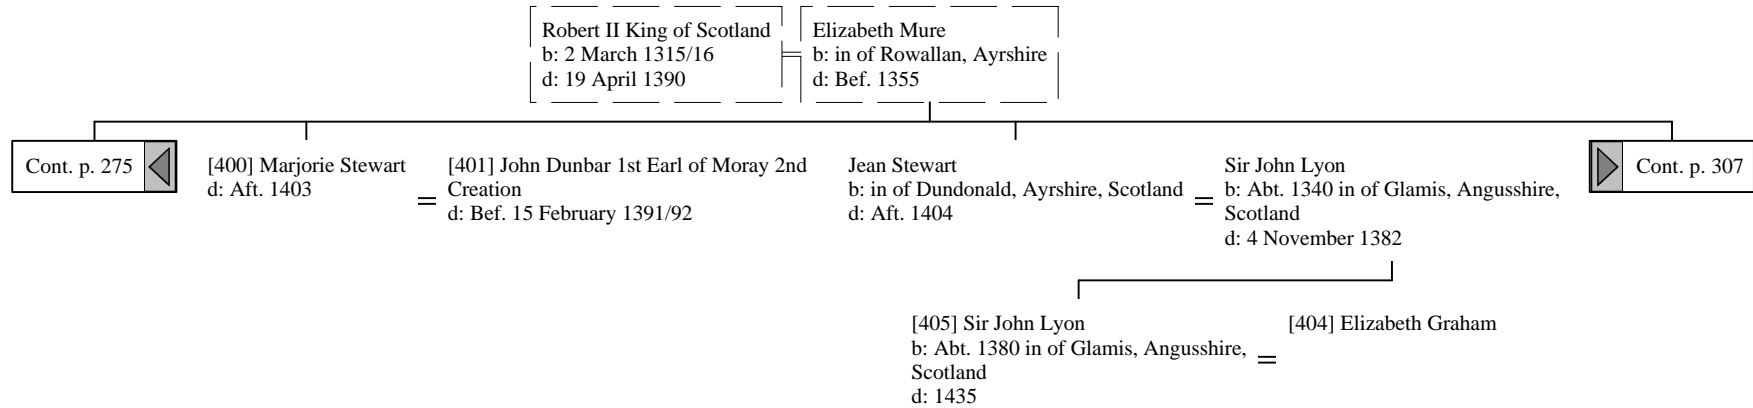 Robert II King of Scotland
b: 2 March 1315/16
d: 19 April 1390
Elizabeth Mure
b: in of Rowallan, Ayrshire
d: Bef. 1355
Cont. p. 275
[400] Marjorie Stewart
d: Aft. 1403
=
[401] John Dunbar 1st Earl of Moray 2nd
Creation
d: Bef. 15 February 1391/92
Jean Stewart
b: in of Dundonald, Ayrshire, Scotland
d: Aft. 1404
=
Sir John Lyon
b: Abt. 1340 in of Glamis, Angusshire,
Scotland
d: 4 November 1382
Cont. p. 307
[405] Sir John Lyon
b: Abt. 1380 in of Glamis, Angusshire,
Scotland
d: 1435
=
[404] Elizabeth Graham